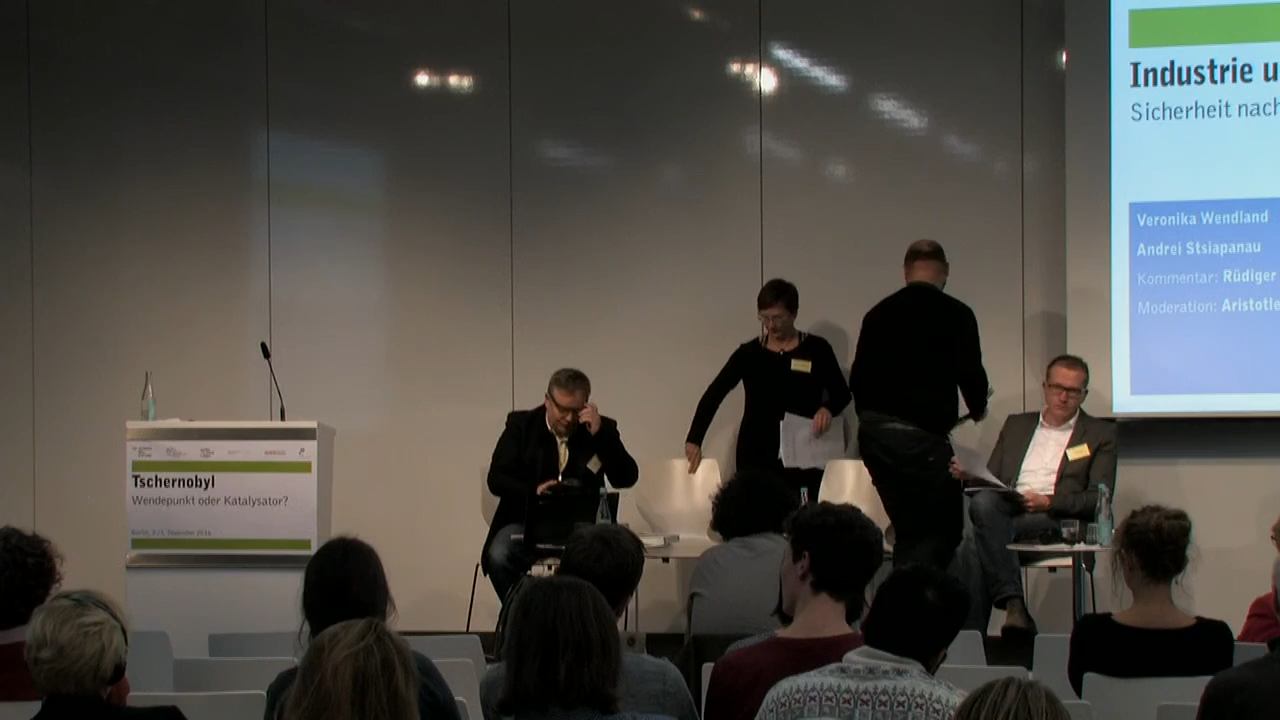 Industrie u
Sicherheit nach
Veronika Wendland
Andrei Stsiapanau
Kommentar: Rüdiger
Moderation: Aristotle
Tschernobyl
Wendepunkt oder Katalysator?